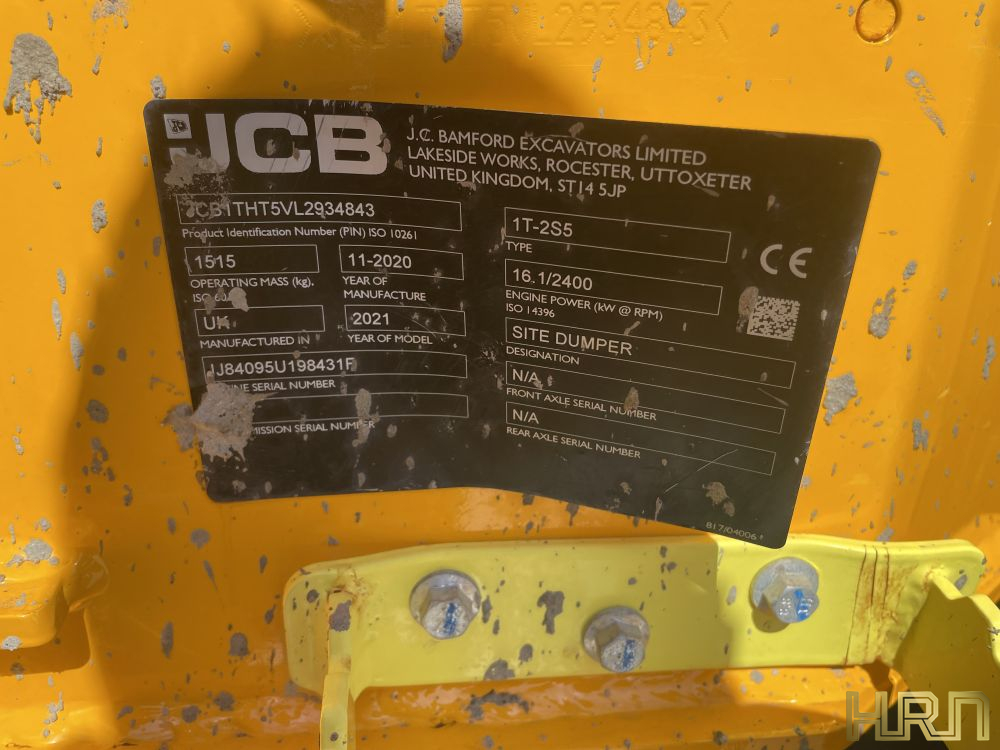 L2934843
JCB
J.C. BAMFORD EXCAVATORS LIMITED
LAKESIDE WORKS, ROCESTER, UTTOXETER
UNITED KINGDOM, ST14 5JP
JCB1THT5VL2934843
Product Identification Number (PIN) ISO 10261
1515
OPERATING MASS (kg).
ISO
11-2020
YEAR OF
MANUFACTURE
UK
MANUFACTURED IN
2021
YEAR OF MODEL
IJ84095U198431F
SERIAL NUMBER
SERIAL NUMBER
1T-2S5
TYPE
16.1/2400
ENGINE POWER (kW @ RPM)
ISO 14396
SITE DUMPER
DESIGNATION
N/A
FRONT AXLE SERIAL NUMBER
N/A
REAR AXLE SERIAL NUMBER
CE
817/04006
HRN